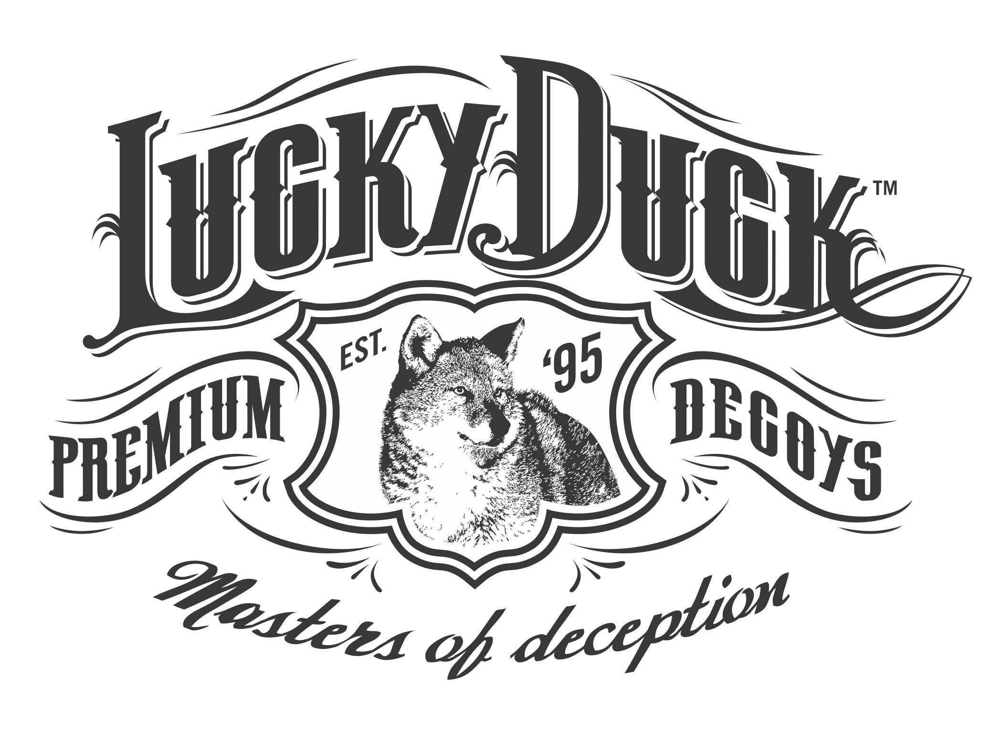 LUCKY DUCK™
EST. ‘95
PREMIUM DECOYS
Masters of deception